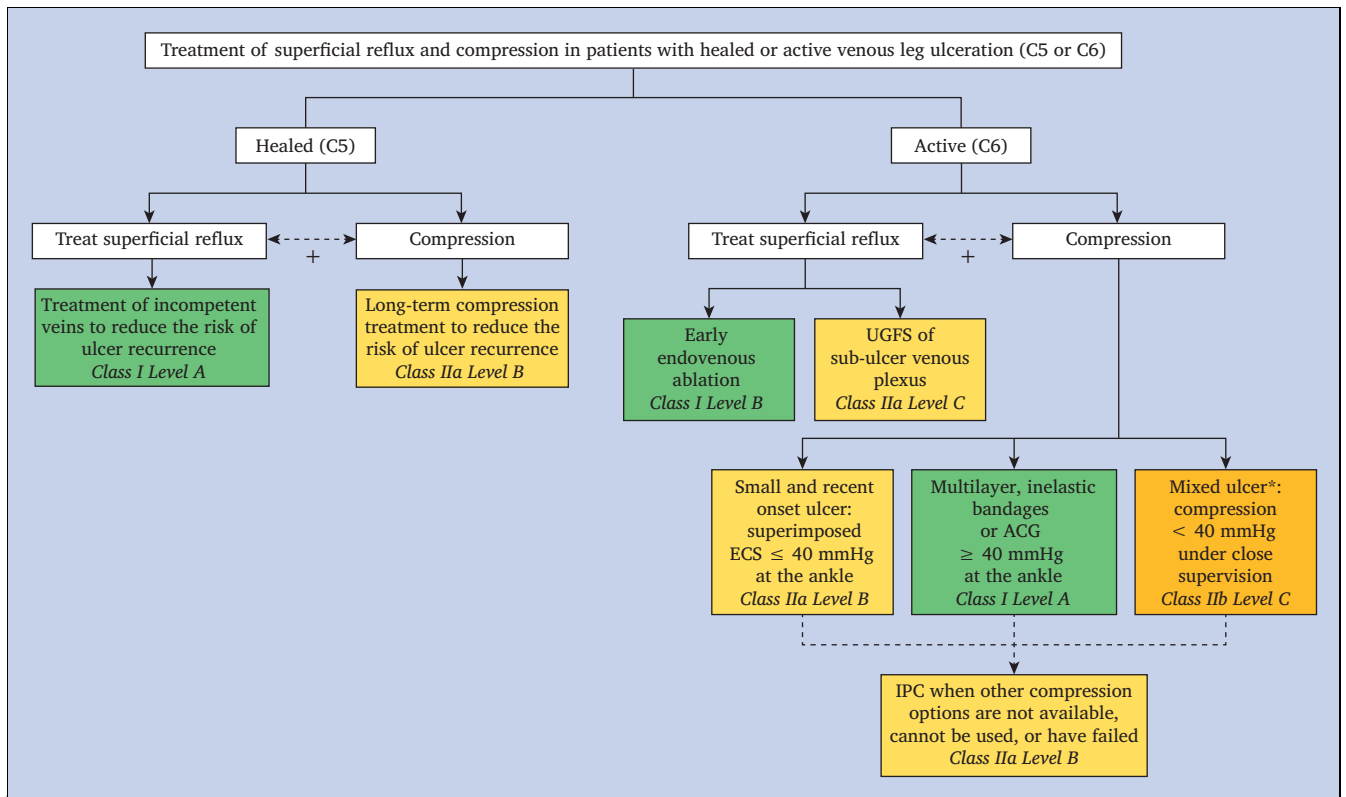 Treatment of superficial reflux and compression in patients with healed or active venous leg ulceration (C5 or C6)
Healed (C5)
Active (C6)
Treat superficial reflux
+
Compression
Treat superficial reflux
+
Compression
Treatment of incompetent
veins to reduce the risk of
ulcer recurrence
Class I Level A
Long-term compression
treatment to reduce the
risk of ulcer recurrence
Class IIa Level B
Early
endovenous
ablation
Class I Level B
UGFS of
sub-ulcer venous
plexus
Class IIa Level C
Small and recent
onset ulcer:
superimposed
ECS ≤ 40 mmHg
at the ankle
Class IIa Level B
Multilayer, inelastic
bandages
or ACG
≥ 40 mmHg
at the ankle
Class I Level A
Mixed ulcer*:
compression
< 40 mmHg
under close
supervision
Class IIb Level C
IPC when other compression
options are not available,
cannot be used, or have failed
Class IIa Level B